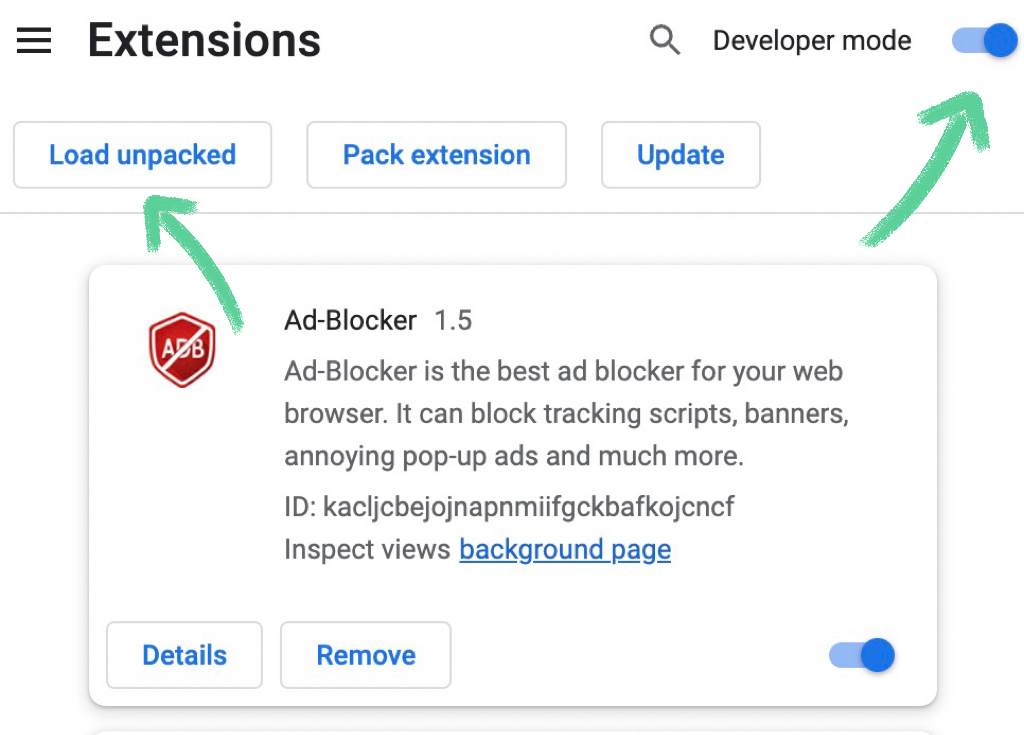 Extensions
Developer mode
Load unpacked
Pack extension
Update
ADB
Ad-Blocker 1.5
Ad-Blocker is the best ad blocker for your web
browser. It can block tracking scripts, banners,
annoying pop-up ads and much more.
ID: kacljcbejojnapnmiifgckbafkojcncf
Inspect views background page
Details
Remove